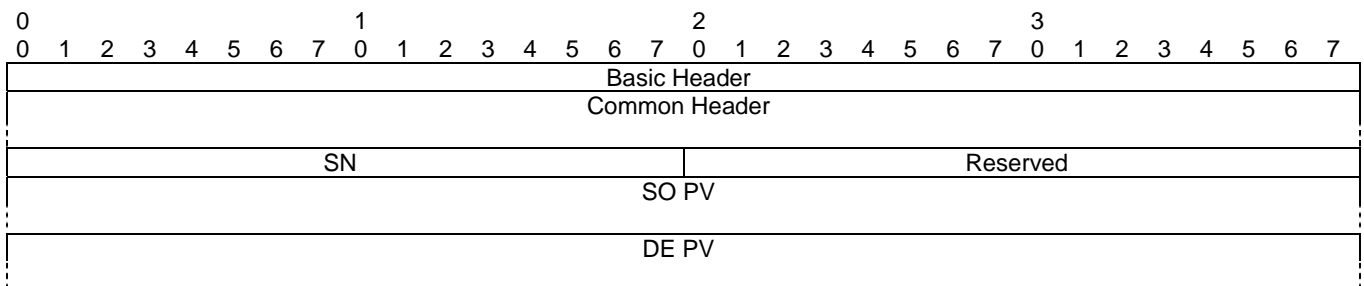 0 1 2 3
0 1 2 3 4 5 6 7 0 1 2 3 4 5 6 7 0 1 2 3 4 5 6 7 0 1 2 3 4 5 6 7
Basic Header
Common Header
SN Reserved
SO PV
DE PV